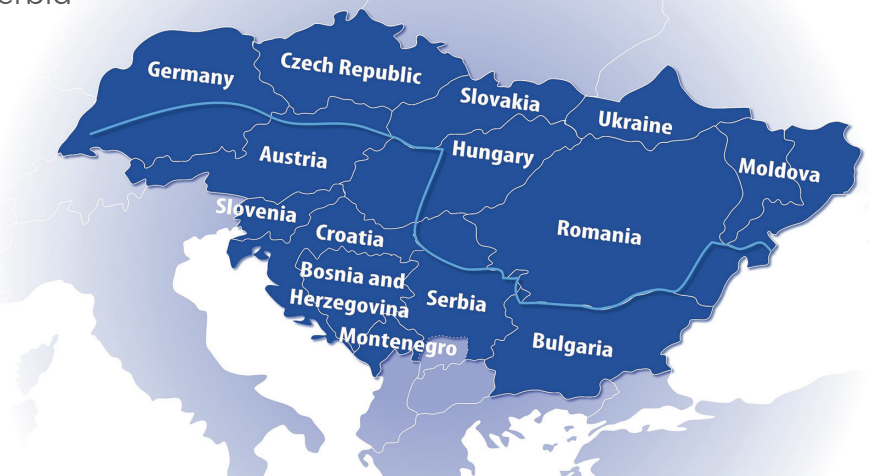 Czech Republic
Germany
Slovakia
Ukraine
Hungary
Austria
Moldova
Slovenia
Croatia
Romania
Bosnia and
Herzegovina
Serbia
Montenegro
Bulgaria